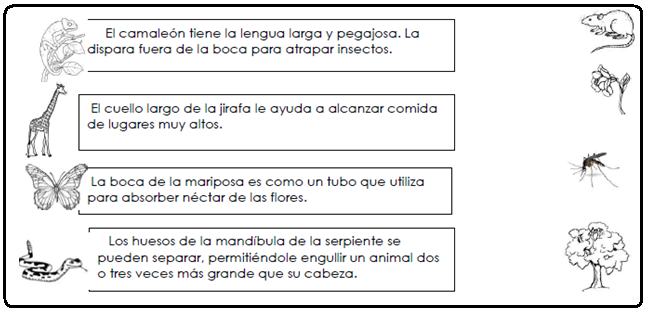 El camaleón tiene la lengua larga y pegajosa. La
dispara fuera de la boca para atrapar insectos.
El cuello largo de la jirafa le ayuda a alcanzar comida
de lugares muy altos.
La boca de la mariposa es como un tubo que utiliza
para absorber néctar de las flores.
Los huesos de la mandíbula de la serpiente se
pueden separar, permitiéndole engullir un animal dos
o tres veces más grande que su cabeza.